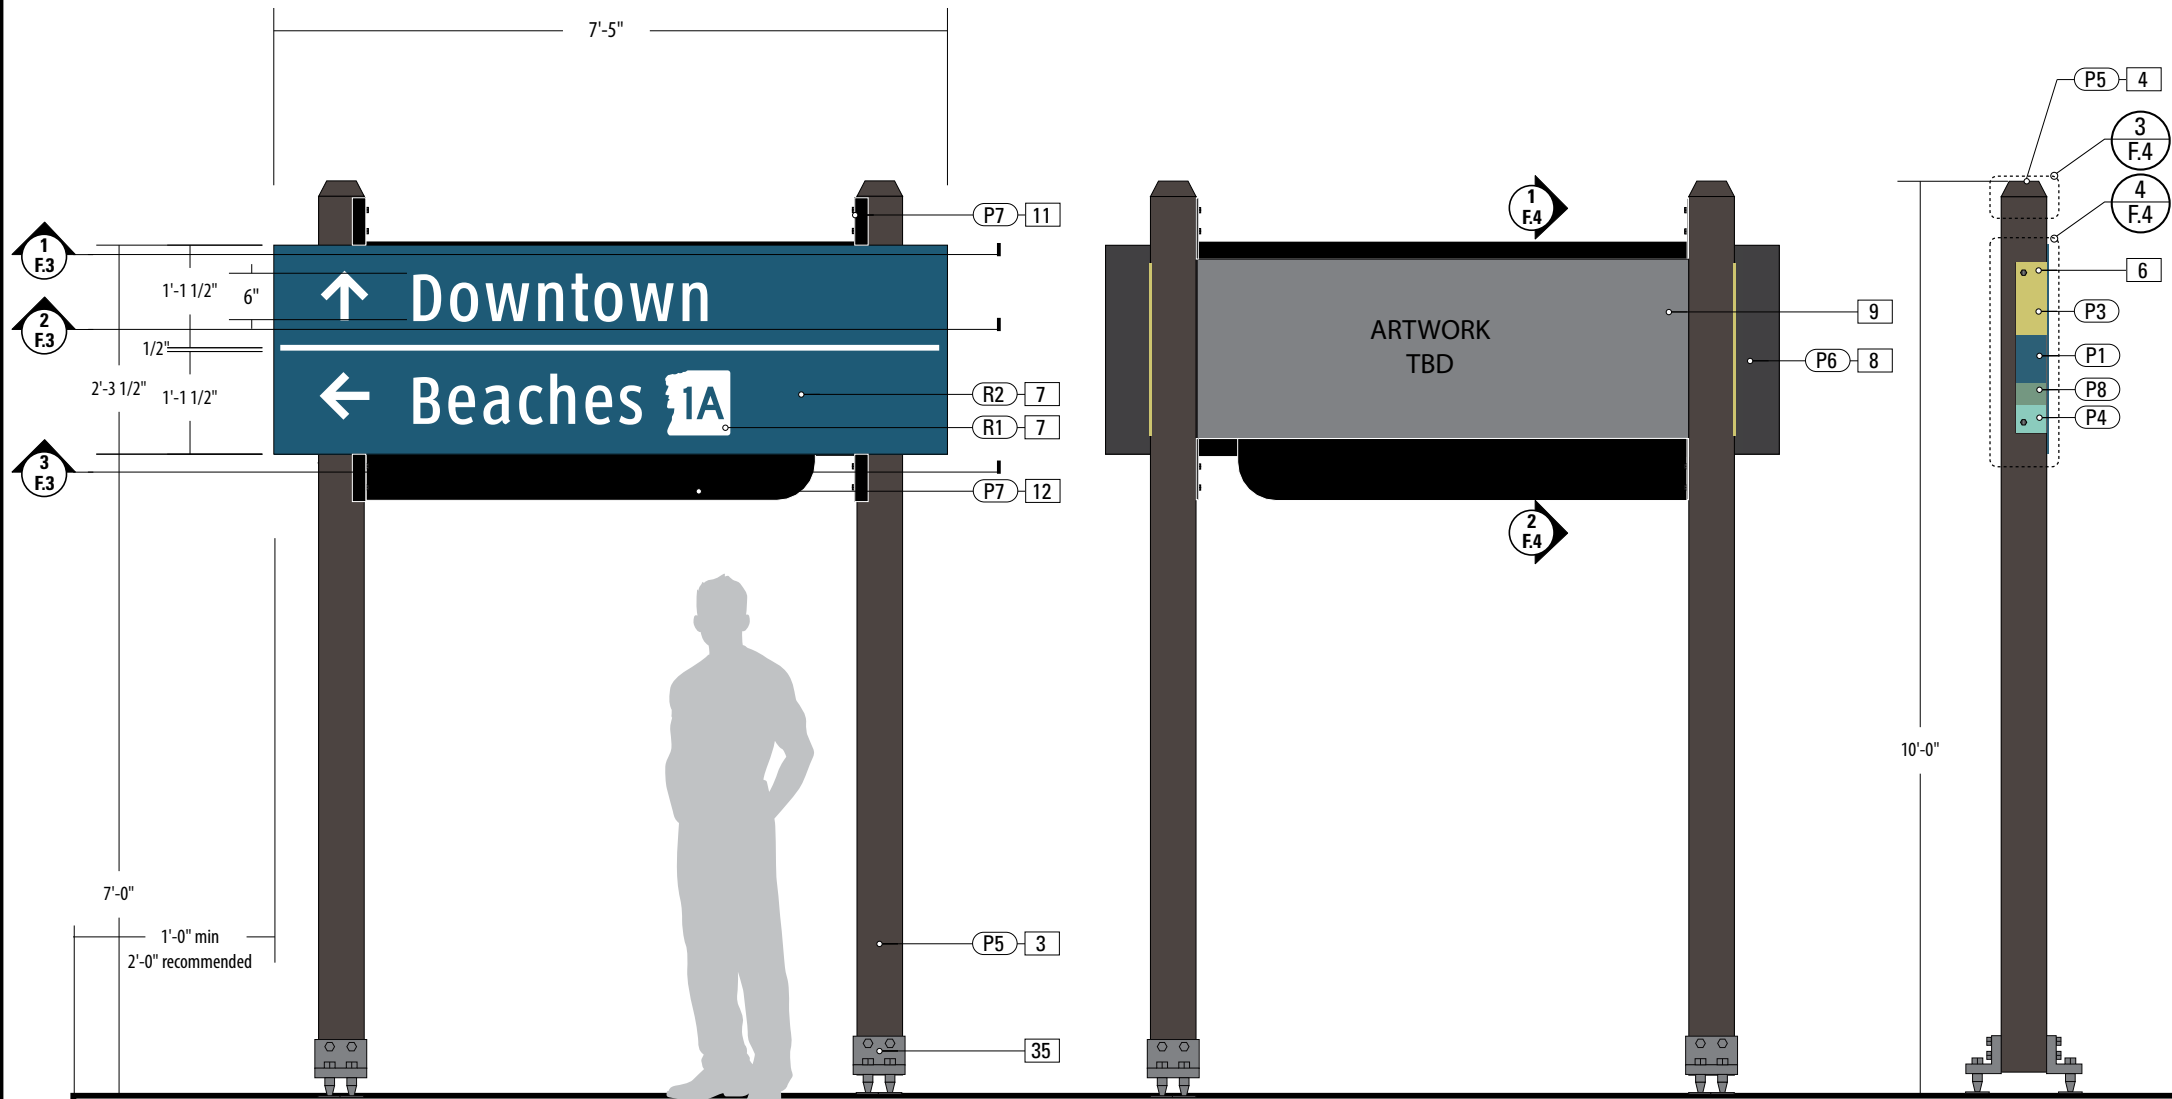 7'-5"
P5 4
3
F.4
4
F.4
P7 11
1
F.3
1
F.4
6
1'-1 1/2"
6"
Downtown
2
F.3
9
P3
ARTWORK
TBD
1/2"
P1
P6 8
2'-3 1/2"
1'-1 1/2"
Beaches 1A
R2 7
P8
P4
R1 7
3
F.3
P7 12
2
F.4
10'-0"
7'-0"
1'-0" min
2'-0" recommended
P5 3
35